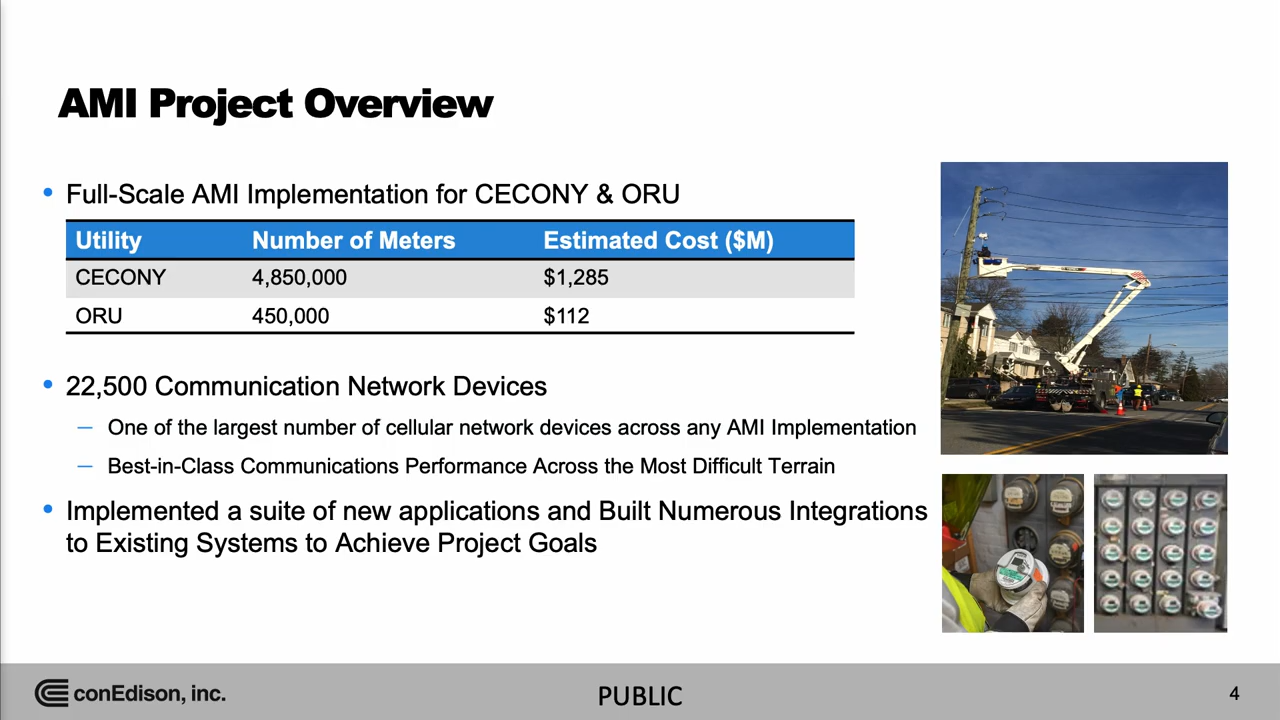 AMI Project Overview
• Full-Scale AMI Implementation for CECONY & ORU
Utility Number of Meters Estimated Cost ($M)
CECONY 4,850,000 $1,285
ORU 450,000 $112
• 22,500 Communication Network Devices
– One of the largest number of cellular network devices across any AMI Implementation
– Best-in-Class Communications Performance Across the Most Difficult Terrain
• Implemented a suite of new applications and Built Numerous Integrations
to Existing Systems to Achieve Project Goals
conEdison, inc.
PUBLIC
4